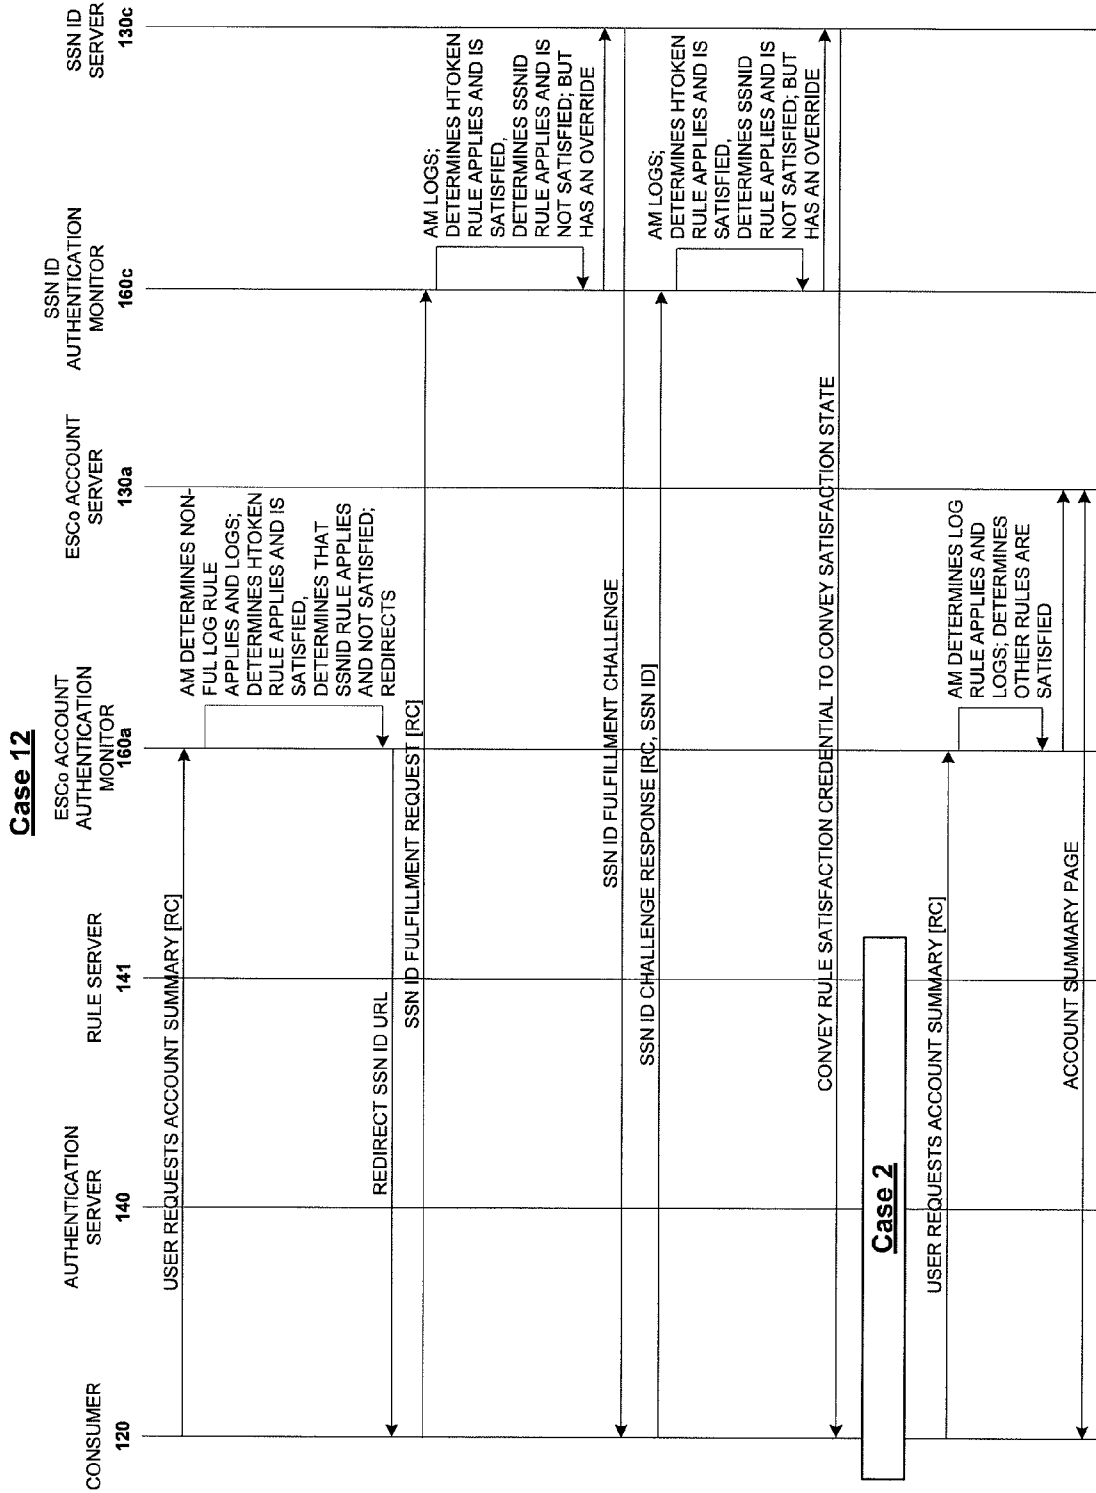 Case 12
CONSUMER
120
AUTHENTICATION
SERVER
140
RULE SERVER
141
ESCo ACCOUNT
AUTHENTICATION
MONITOR
160a
ESCo ACCOUNT
SERVER
130a
SSN ID
AUTHENTICATION
MONITOR
160c
SSN ID
SERVER
130c
USER REQUESTS ACCOUNT SUMMARY [RC]
AM DETERMINES NON-
FUL LOG RULE
APPLIES AND LOGS;
DETERMINES HTOKEN
RULE APPLIES AND IS
SATISFIED,
DETERMINES THAT
SSNID RULE APPLIES
AND NOT SATISFIED;
REDIRECTS
REDIRECT SSN ID URL
SSN ID FULFILLMENT REQUEST [RC]
AM LOGS;
DETERMINES HTOKEN
RULE APPLIES AND IS
SATISFIED,
DETERMINES SSNID
RULE APPLIES AND IS
NOT SATISFIED; BUT
HAS AN OVERRIDE
SSN ID FULFILLMENT CHALLENGE
SSN ID CHALLENGE RESPONSE [RC, SSN ID]
AM LOGS;
DETERMINES HTOKEN
RULE APPLIES AND IS
SATISFIED,
DETERMINES SSNID
RULE APPLIES AND IS
NOT SATISFIED; BUT
HAS AN OVERRIDE
CONVEY RULE SATISFACTION CREDENTIAL TO CONVEY SATISFACTION STATE
Case 2
USER REQUESTS ACCOUNT SUMMARY [RC]
AM DETERMINES LOG
RULE APPLIES AND
LOGS; DETERMINES
OTHER RULES ARE
SATISFIED
ACCOUNT SUMMARY PAGE